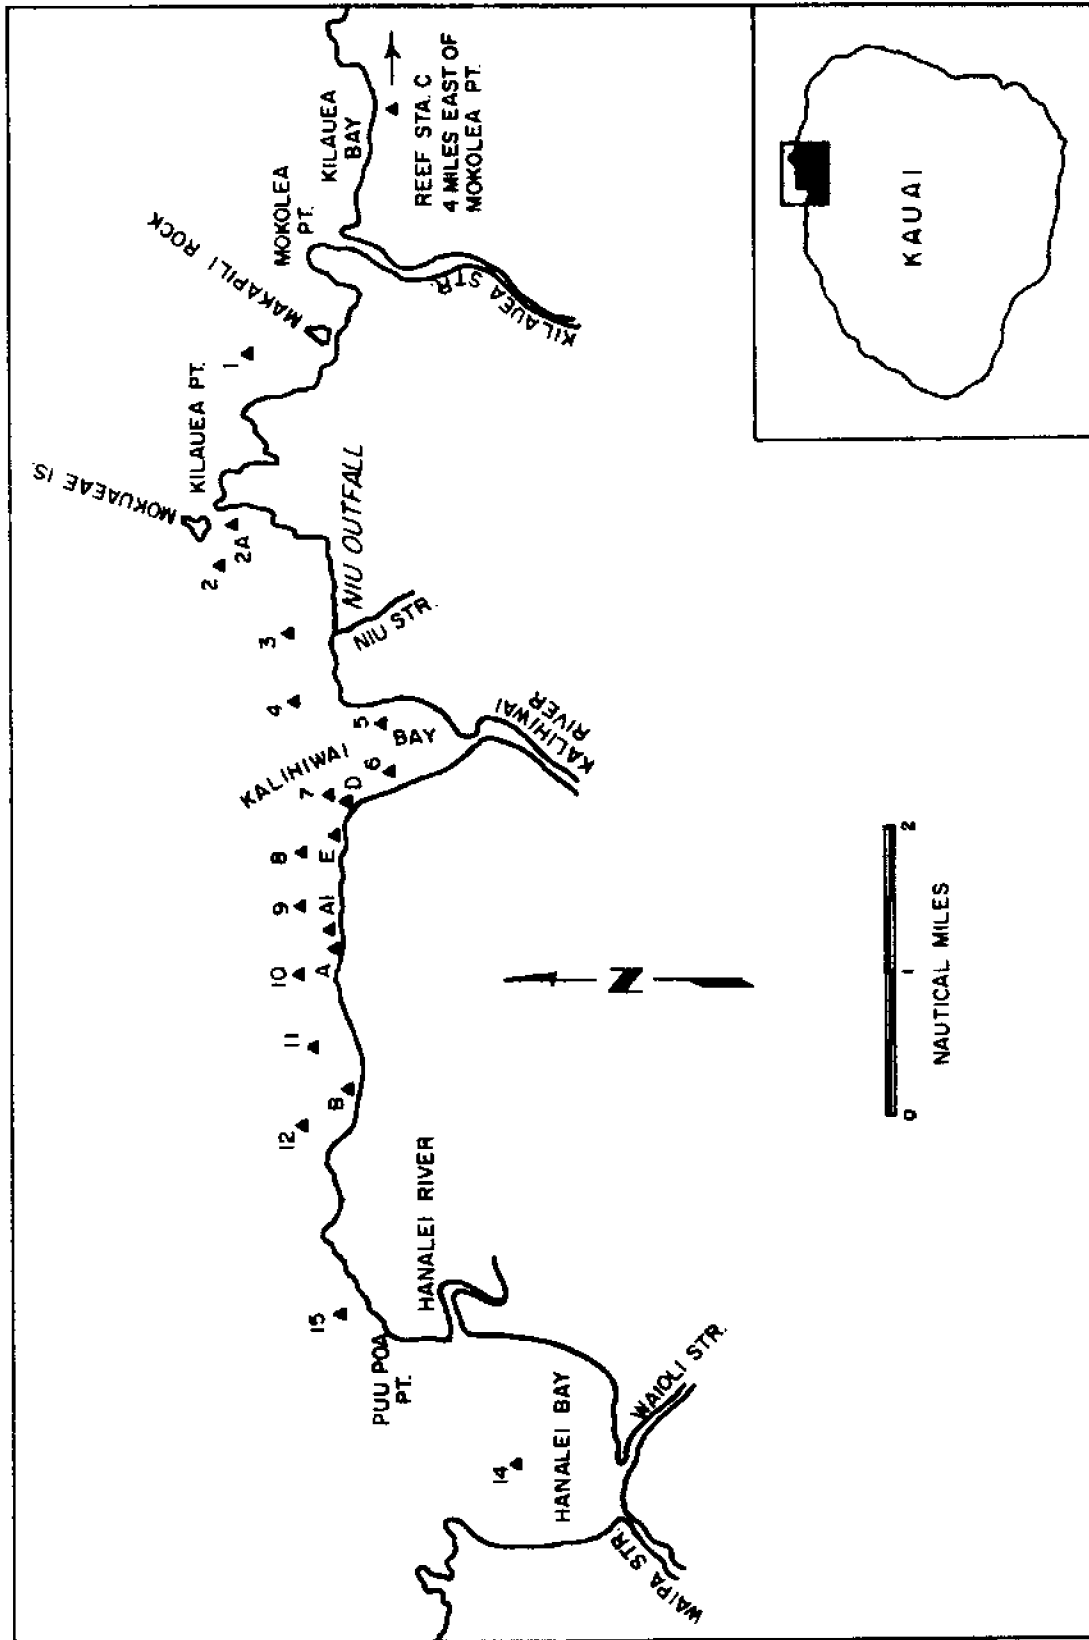 MOKUAEAE IS.
KILAUEA PT.
MAKAPILI ROCK
MOKOLEA
PT.
KILAUEA
BAY
REEF STA. C
4 MILES EAST OF
MOKOLEA PT.
KILAUEA STR.
1
2
2A
3
4
5
6
7
D
8
E
9
A1
10
A
11
B
12
15
14
NIU OUTFALL
NIU STR.
KALIHIWAI
BAY
KALIHIWAI
RIVER
PUU POA
PT.
HANALEI RIVER
HANALEI BAY
WAIOLI STR.
WAIPA STR.
N
0 1 2
NAUTICAL MILES
KAUAI